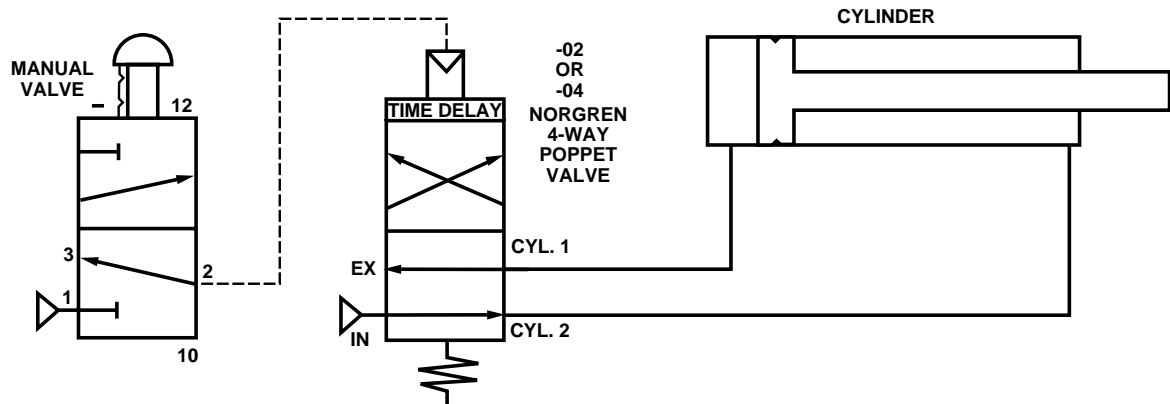 MANUAL
VALVE
12
3
2
1
10
TIME DELAY
-02
OR
-04
NORGREN
4-WAY
POPPET
VALVE
CYL. 1
EX
IN
CYL. 2
CYLINDER